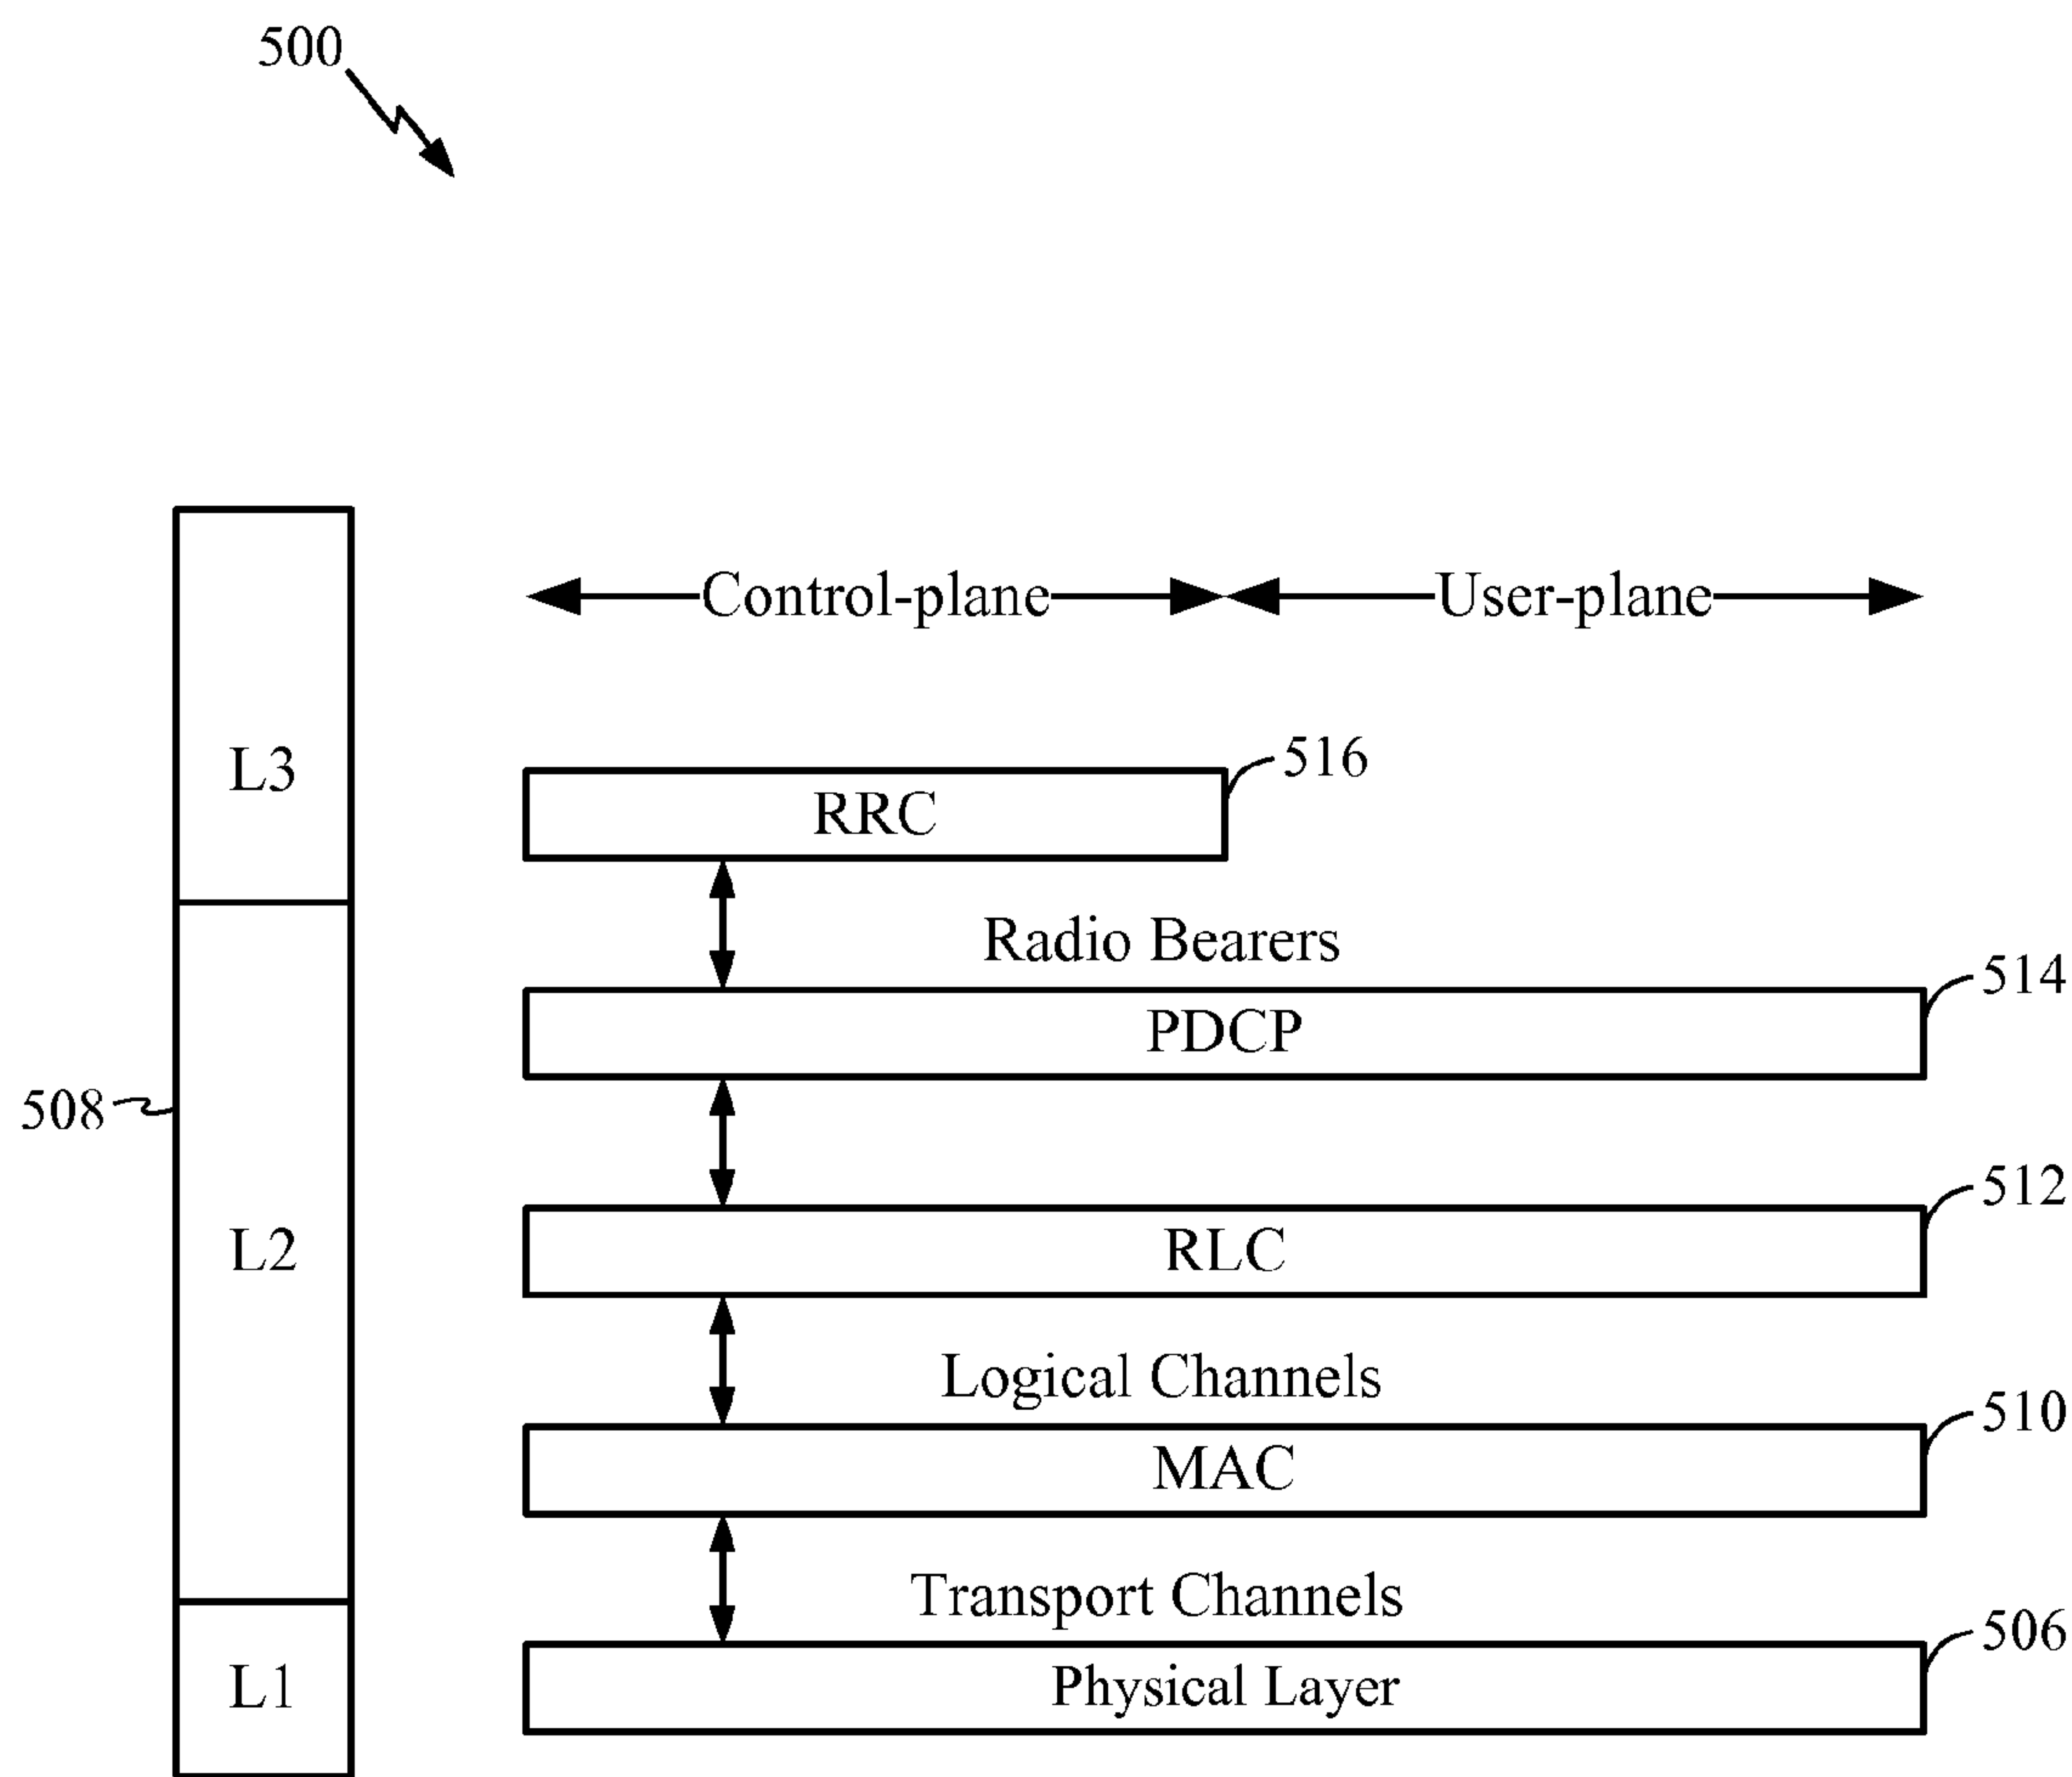 500
Control-plane User-plane
L3
516
RRC
Radio Bearers
514
PDCP
508
512
L2
RLC
Logical Channels
510
MAC
Transport Channels
506
L1
Physical Layer